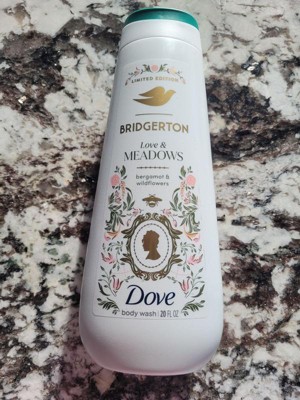 LIMITED EDITION
BRIDGERTON
Love &
MEADOWS
bergamot &
wildflowers
Dove
body wash | 20 FL OZ